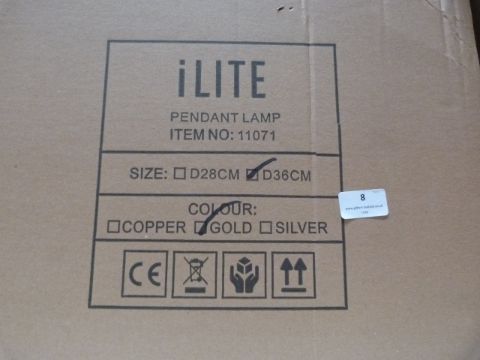 iLITE
PENDANT LAMP
ITEM NO: 11071
SIZE: ☐ D28CM ☑ D36CM
COLOUR:
☐ COPPER ☑ GOLD ☐ SILVER
CE
8